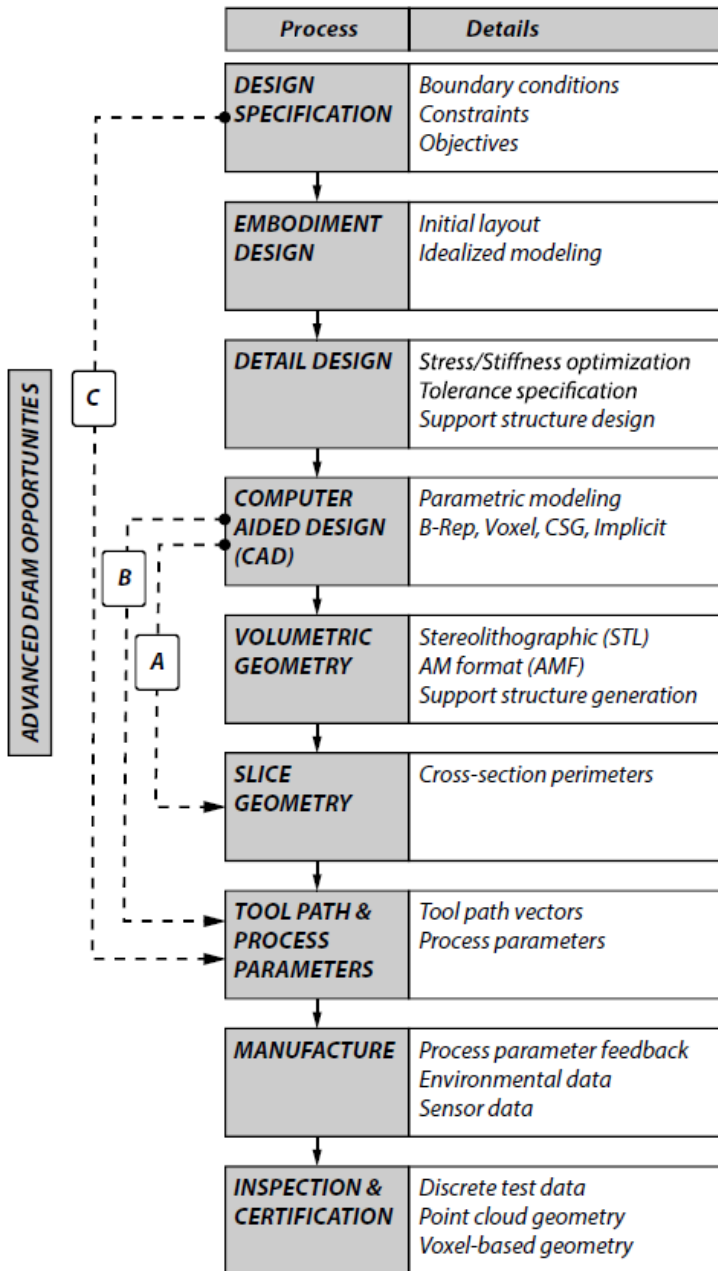 Process Details
DESIGN Boundary conditions
SPECIFICATION Constraints
Objectives
EMBODIMENT Initial layout
DESIGN Idealized modeling
DETAIL DESIGN Stress/Stiffness optimization
Tolerance specification
Support structure design
COMPUTER Parametric modeling
AIDED DESIGN B-Rep, Voxel, CSG, Implicit
(CAD)
VOLUMETRIC Stereolithographic (STL)
GEOMETRY AM format (AMF)
Support structure generation
SLICE Cross-section perimeters
GEOMETRY
TOOL PATH & Tool path vectors
PROCESS Process parameters
PARAMETERS
MANUFACTURE Process parameter feedback
Environmental data
Sensor data
INSPECTION & Discrete test data
CERTIFICATION Point cloud geometry
Voxel-based geometry
ADVANCED DFAM OPPORTUNITIES
C
B
A